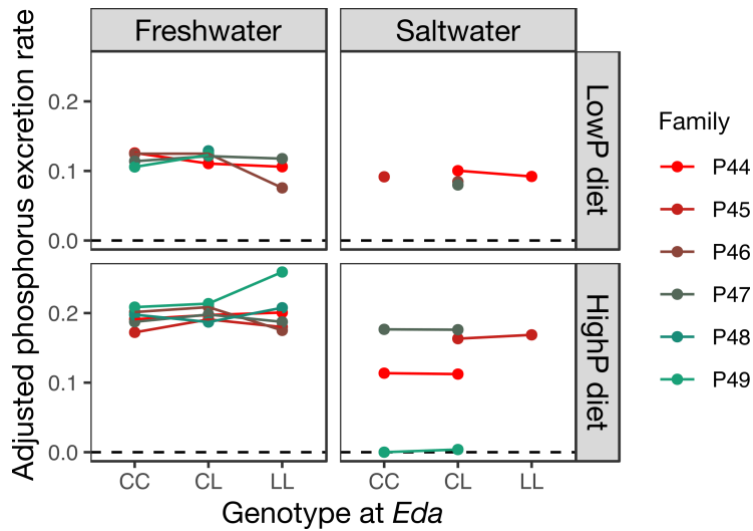 Freshwater
Saltwater
Adjusted phosphorus excretion rate
0.2
0.1
0.0
LowP diet
0.2
0.1
0.0
HighP diet
CC
CL
LL
CC
CL
LL
Genotype at Eda
Family
P44
P45
P46
P47
P48
P49